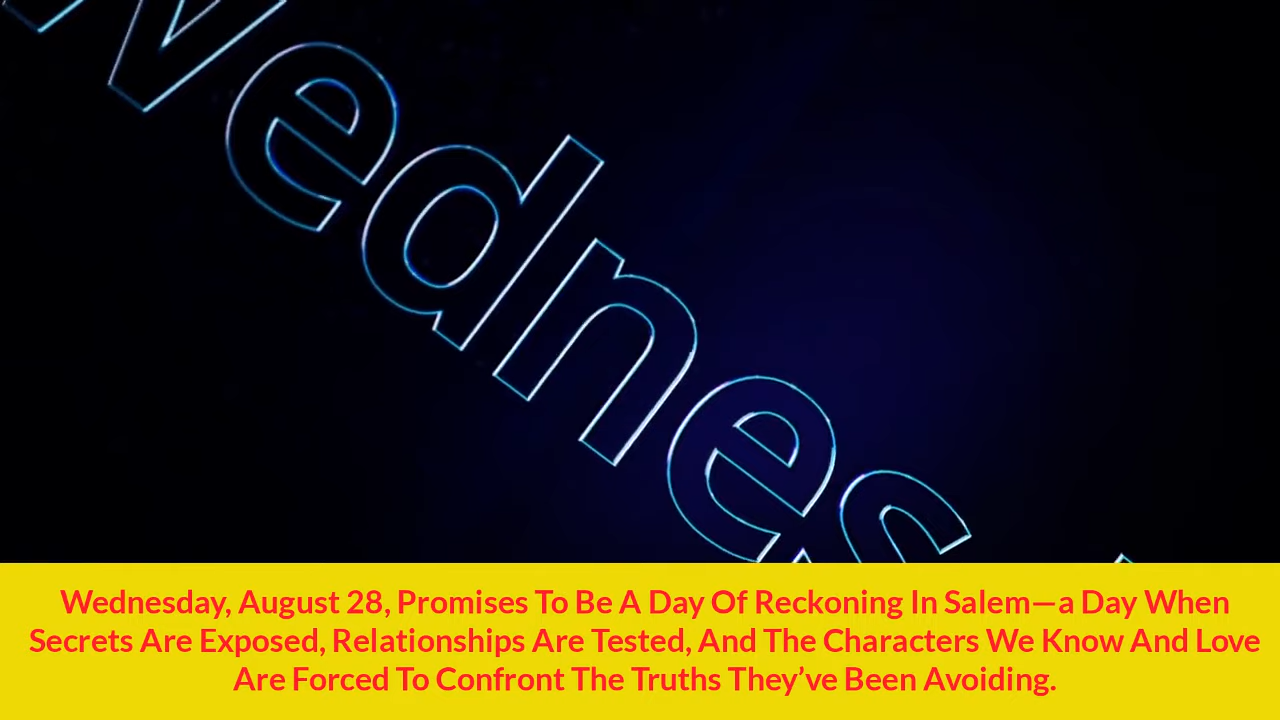 Wednes
Wednesday, August 28, Promises To Be A Day Of Reckoning In Salem—a Day When
Secrets Are Exposed, Relationships Are Tested, And The Characters We Know And Love
Are Forced To Confront The Truths They’ve Been Avoiding.